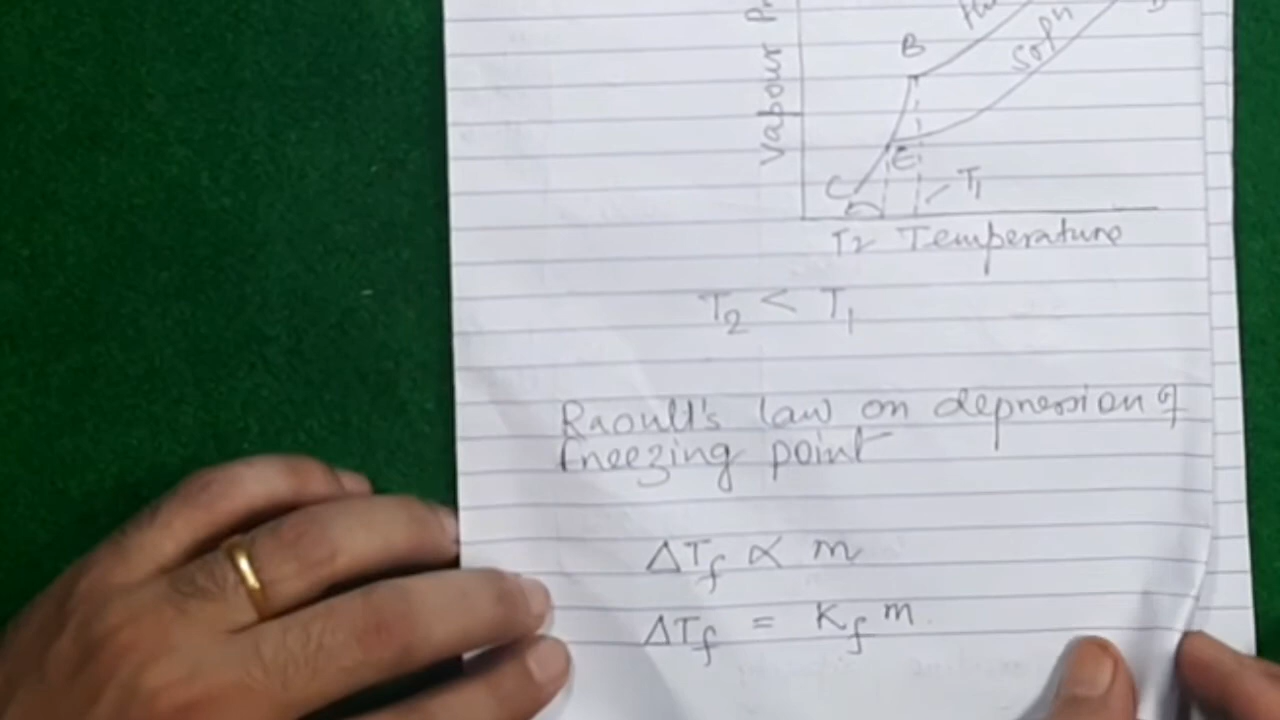 Vapour
B
soln
E
C
T1
T2 Temperature
T2 < T1
Raoult's law on depression of
freezing point
ΔTf ∝ m
ΔTf = Kf m